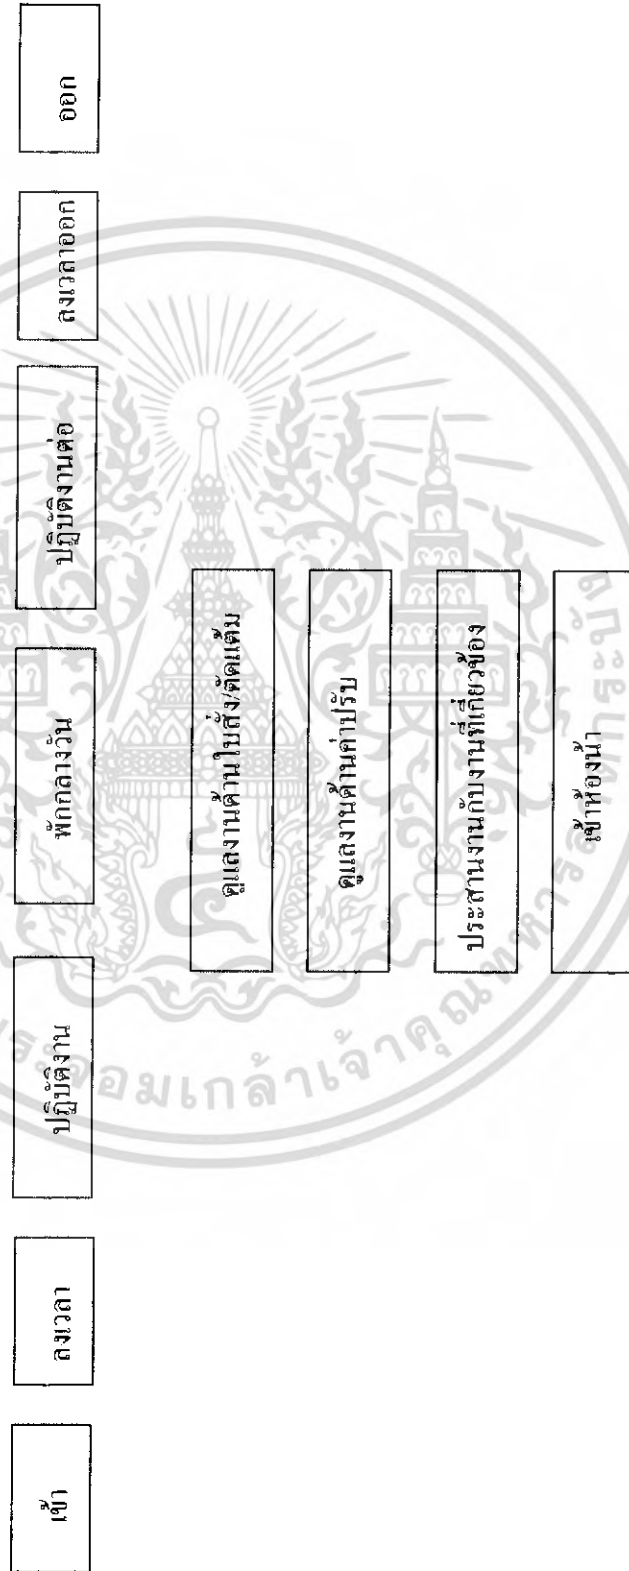 เข้า
ลงเวลา
ปฏิบัติงาน
พักกลางวัน
ปฏิบัติงานต่อ
ลงเวลาออก
ออก
ดูแลงานด้านใบสั่ง/ตัดแต้ม
ดูแลงานด้านค่าปรับ
ประสานงานกับงานที่เกี่ยวข้อง
เข้าห้องน้ำ